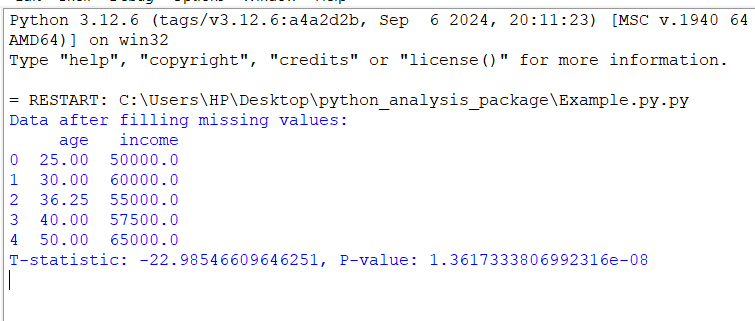 Python 3.12.6 (tags/v3.12.6:a4a2d2b, Sep  6 2024, 20:11:23) [MSC v.1940 64
AMD64)] on win32
Type "help", "copyright", "credits" or "license()" for more information.
= RESTART: C:\Users\HP\Desktop\python_analysis_package\Example.py.py
Data after filling missing values:
     age   income
0  25.00  50000.0
1  30.00  60000.0
2  36.25  55000.0
3  40.00  57500.0
4  50.00  65000.0
T-statistic: -22.98546609646251, P-value: 1.3617333806992316e-08